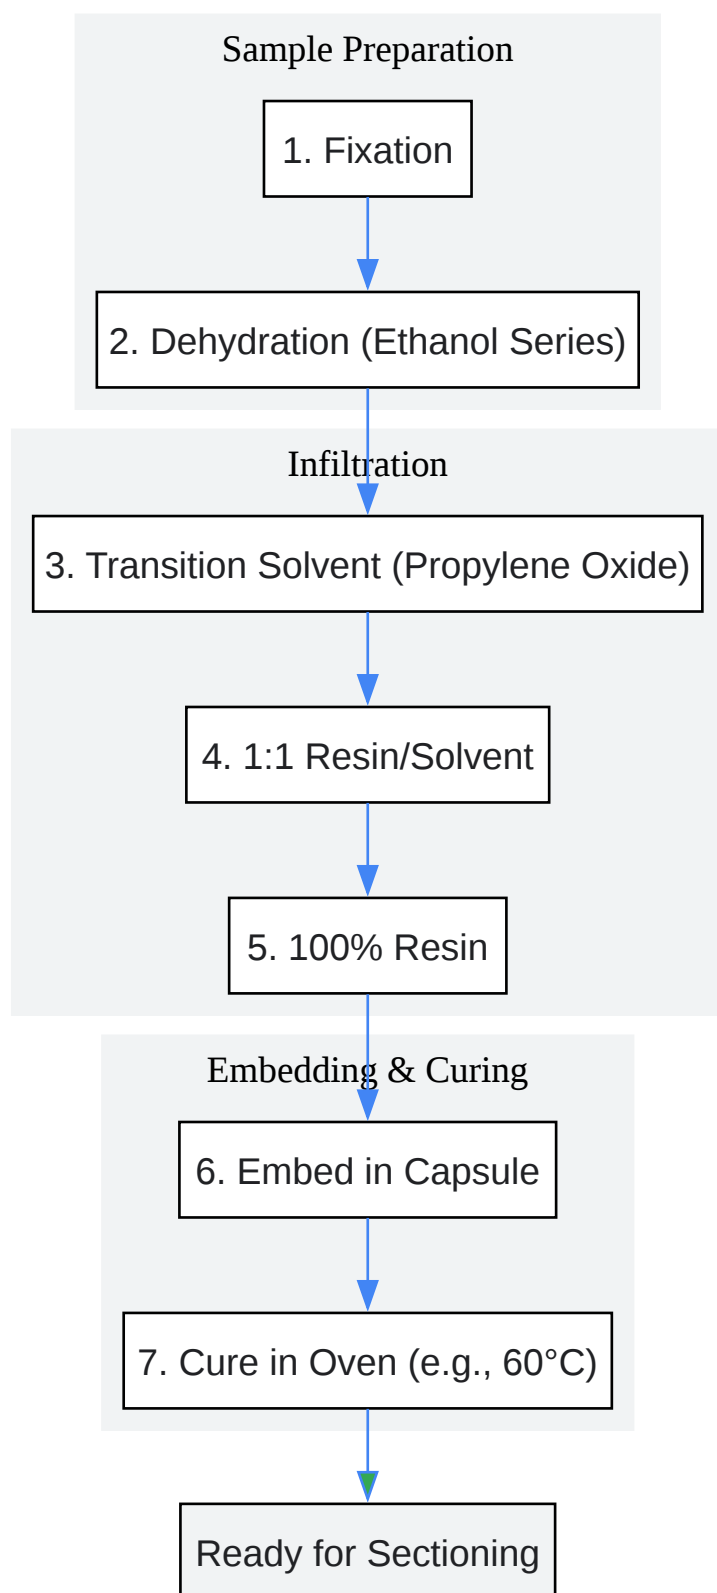 Sample Preparation
1. Fixation
2. Dehydration (Ethanol Series)
Infiltration
3. Transition Solvent (Propylene Oxide)
4. 1:1 Resin/Solvent
5. 100% Resin
Embedding & Curing
6. Embed in Capsule
7. Cure in Oven (e.g., 60°C)
Ready for Sectioning